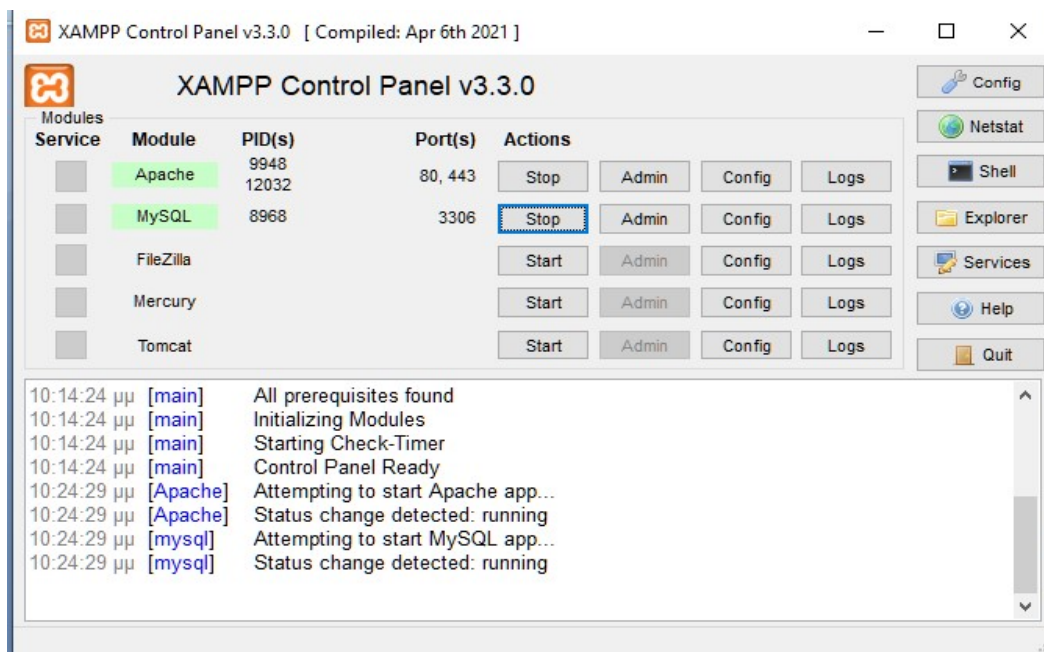 XAMPP Control Panel v3.3.0 [ Compiled: Apr 6th 2021 ]
XAMPP Control Panel v3.3.0
Config
Modules
Service Module PID(s) Port(s) Actions
Netstat
Apache 9948 12032 80, 443 Stop Admin Config Logs
Shell
MySQL 8968 3306 Stop Admin Config Logs
Explorer
FileZilla Start Admin Config Logs
Services
Mercury Start Admin Config Logs
Help
Tomcat Start Admin Config Logs
Quit
10:14:24 μμ [main] All prerequisites found
10:14:24 μμ [main] Initializing Modules
10:14:24 μμ [main] Starting Check-Timer
10:14:24 μμ [main] Control Panel Ready
10:24:29 μμ [Apache] Attempting to start Apache app...
10:24:29 μμ [Apache] Status change detected: running
10:24:29 μμ [mysql] Attempting to start MySQL app...
10:24:29 μμ [mysql] Status change detected: running